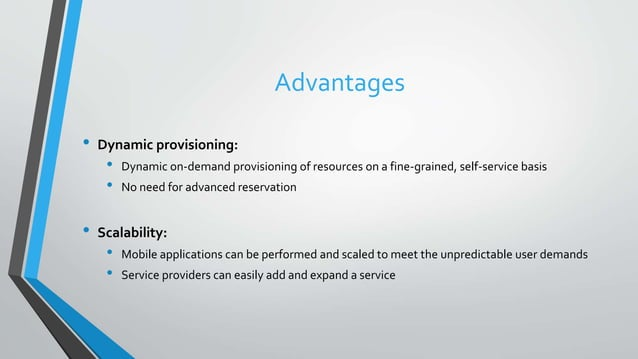 Advantages
• Dynamic provisioning:
• Dynamic on-demand provisioning of resources on a fine-grained, self-service basis
• No need for advanced reservation
• Scalability:
• Mobile applications can be performed and scaled to meet the unpredictable user demands
• Service providers can easily add and expand a service